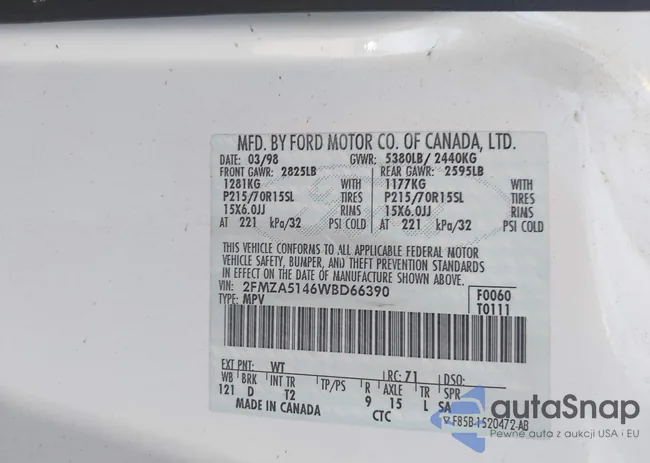 MFD. BY FORD MOTOR CO. OF CANADA, LTD.
DATE: 03/98 GVWR: 5380LB/ 2440KG
FRONT GAWR: 2825LB REAR GAWR: 2595LB
1281KG WITH 1177KG WITH
P215/70R15SL TIRES P215/70R15SL TIRES
15X6.0JJ RIMS 15X6.0JJ RIMS
AT 221 kPa/32 PSI COLD AT 221 kPa/32 PSI COLD
THIS VEHICLE CONFORMS TO ALL APPLICABLE FEDERAL MOTOR
VEHICLE SAFETY, BUMPER, AND THEFT PREVENTION STANDARDS
IN EFFECT ON THE DATE OF MANUFACTURE SHOWN ABOVE.
VIN: 2FMZA5146WBD66390 F0060
TYPE: MPV T0111
EXT PNT: WT RC: 71 DSO:
WB BRK INT TR TP/PS R AXLE TR SPR
121 D T2 9 15 L SA
MADE IN CANADA CTC F85B-1520472-AB
autoSnap
Pewne auta z aukcji USA i EU